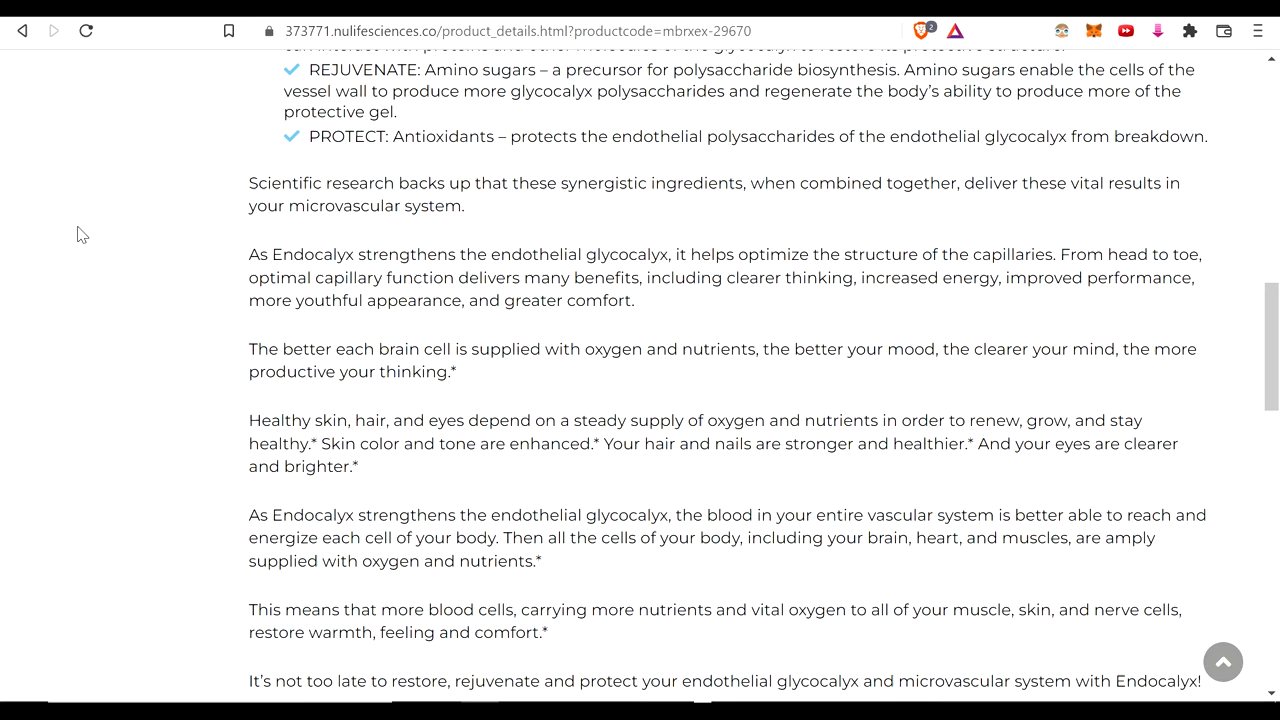 373771.nulifesciences.co/product_details.html?productcode=mbrxex-29670
2
REJUVENATE: Amino sugars – a precursor for polysaccharide biosynthesis. Amino sugars enable the cells of the
vessel wall to produce more glycocalyx polysaccharides and regenerate the body’s ability to produce more of the
protective gel.
PROTECT: Antioxidants – protects the endothelial polysaccharides of the endothelial glycocalyx from breakdown.
Scientific research backs up that these synergistic ingredients, when combined together, deliver these vital results in
your microvascular system.
As Endocalyx strengthens the endothelial glycocalyx, it helps optimize the structure of the capillaries. From head to toe,
optimal capillary function delivers many benefits, including clearer thinking, increased energy, improved performance,
more youthful appearance, and greater comfort.
The better each brain cell is supplied with oxygen and nutrients, the better your mood, the clearer your mind, the more
productive your thinking.*
Healthy skin, hair, and eyes depend on a steady supply of oxygen and nutrients in order to renew, grow, and stay
healthy.* Skin color and tone are enhanced.* Your hair and nails are stronger and healthier.* And your eyes are clearer
and brighter.*
As Endocalyx strengthens the endothelial glycocalyx, the blood in your entire vascular system is better able to reach and
energize each cell of your body. Then all the cells of your body, including your brain, heart, and muscles, are amply
supplied with oxygen and nutrients.*
This means that more blood cells, carrying more nutrients and vital oxygen to all of your muscle, skin, and nerve cells,
restore warmth, feeling and comfort.*
It’s not too late to restore, rejuvenate and protect your endothelial glycocalyx and microvascular system with Endocalyx!